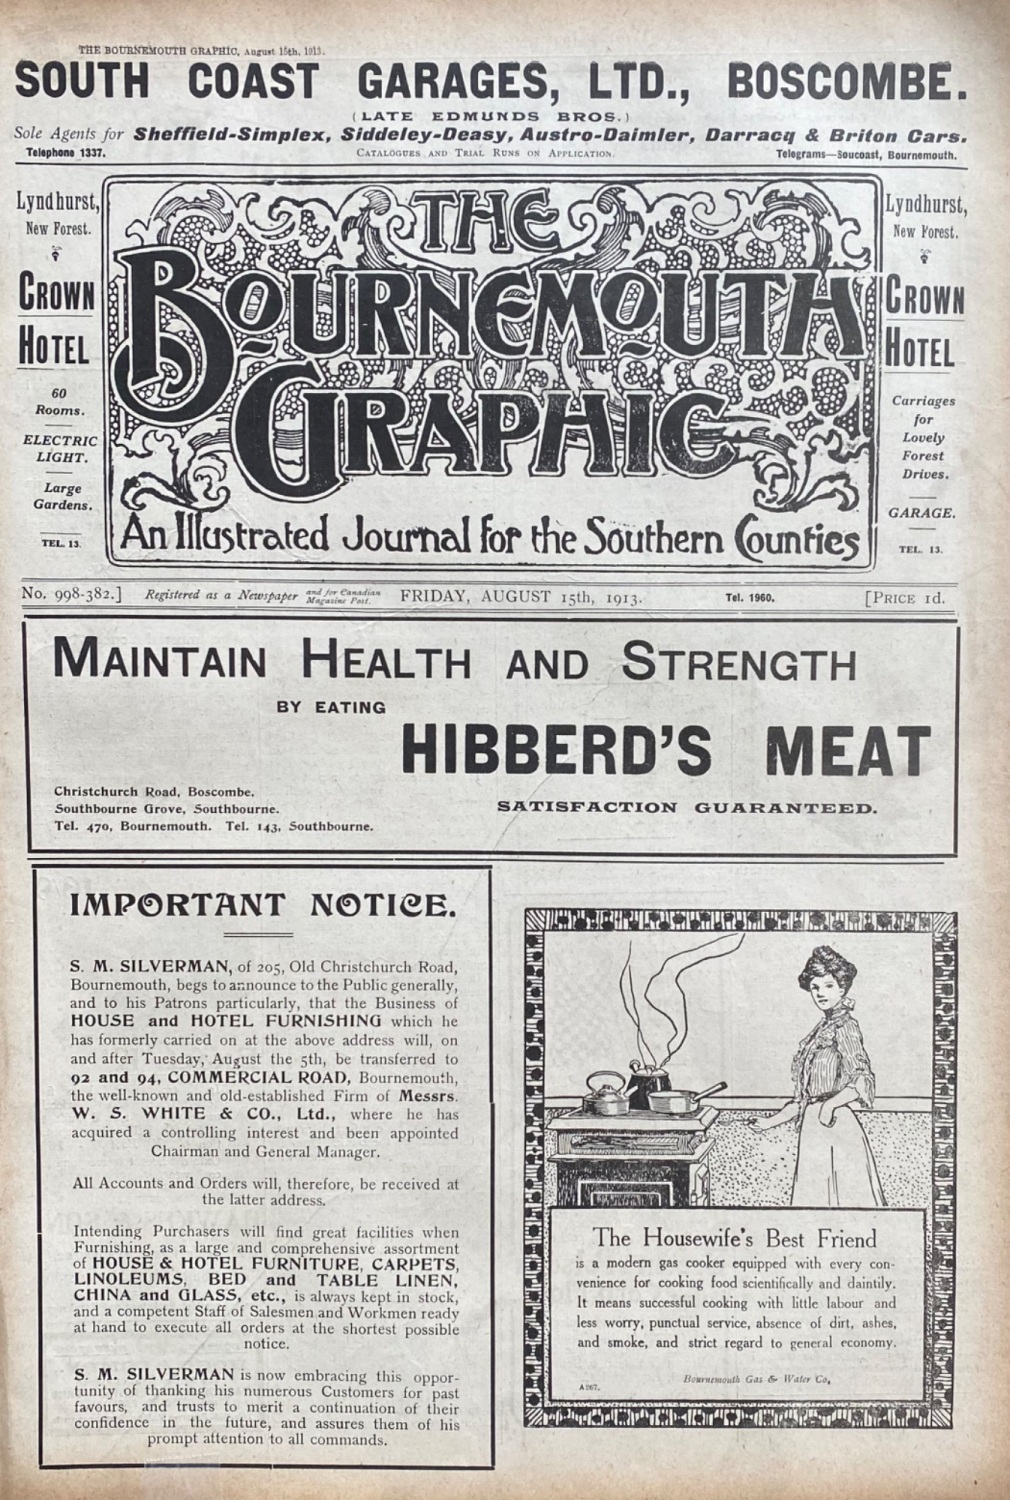 THE BOURNEMOUTH GRAPHIC, August 15th, 1913.
SOUTH COAST GARAGES, LTD., BOSCOMBE.
(LATE EDMUNDS BROS.)
Sole Agents for Sheffield-Simplex, Siddeley-Deasy, Austro-Daimler, Darracq & Briton Cars.
Telephone 1337. CATALOGUES AND TRIAL RUNS ON APPLICATION. Telegrams—Soucoast, Bournemouth.
Lyndhurst,
New Forest.
CROWN
HOTEL
60
Rooms.
ELECTRIC
LIGHT.
Large
Gardens.
TEL. 13.
THE
BOURNEMOUTH
GRAPHIC
An Illustrated Journal for the Southern Counties
Lyndhurst,
New Forest.
CROWN
HOTEL
Carriages
for
Lovely
Forest
Drives.
GARAGE.
TEL. 13.
No. 998-382.] Registered as a Newspaper and for Canadian Magazine Post. FRIDAY, AUGUST 15th, 1913. Tel. 1960. [PRICE 1d.
MAINTAIN HEALTH AND STRENGTH
BY EATING
HIBBERD'S MEAT
Christchurch Road, Boscombe.
Southbourne Grove, Southbourne.
Tel. 470, Bournemouth. Tel. 143, Southbourne.
SATISFACTION GUARANTEED.
IMPORTANT NOTICE.
S. M. SILVERMAN, of 205, Old Christchurch Road,
Bournemouth, begs to announce to the Public generally,
and to his Patrons particularly, that the Business of
HOUSE and HOTEL FURNISHING which he
has formerly carried on at the above address will, on
and after Tuesday, August the 5th, be transferred to
92 and 94, COMMERCIAL ROAD, Bournemouth,
the well-known and old-established Firm of Messrs.
W. S. WHITE & CO., Ltd., where he has
acquired a controlling interest and been appointed
Chairman and General Manager.
All Accounts and Orders will, therefore, be received at
the latter address.
Intending Purchasers will find great facilities when
Furnishing, as a large and comprehensive assortment
of HOUSE & HOTEL FURNITURE, CARPETS,
LINOLEUMS, BED and TABLE LINEN,
CHINA and GLASS, etc., is always kept in stock,
and a competent Staff of Salesmen and Workmen ready
at hand to execute all orders at the shortest possible
notice.
S. M. SILVERMAN is now embracing this oppor-
tunity of thanking his numerous Customers for past
favours, and trusts to merit a continuation of their
confidence in the future, and assures them of his
prompt attention to all commands.
The Housewife's Best Friend
is a modern gas cooker equipped with every con-
venience for cooking food scientifically and daintily.
It means successful cooking with little labour and
less worry, punctual service, absence of dirt, ashes,
and smoke, and strict regard to general economy.
Bournemouth Gas & Water Co,
A 267.